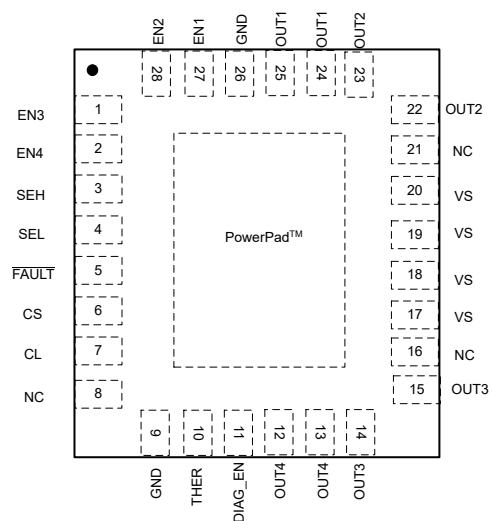 EN2
EN1
GND
OUT1
OUT1
OUT2
28
27
26
25
24
23
EN3
1
22
OUT2
EN4
2
21
NC
SEH
3
20
VS
SEL
4
PowerPad™
19
VS
FAULT
5
18
VS
CS
6
17
VS
CL
7
16
NC
NC
8
15
OUT3
9
10
11
12
13
14
GND
THER
DIAG_EN
OUT4
OUT4
OUT3